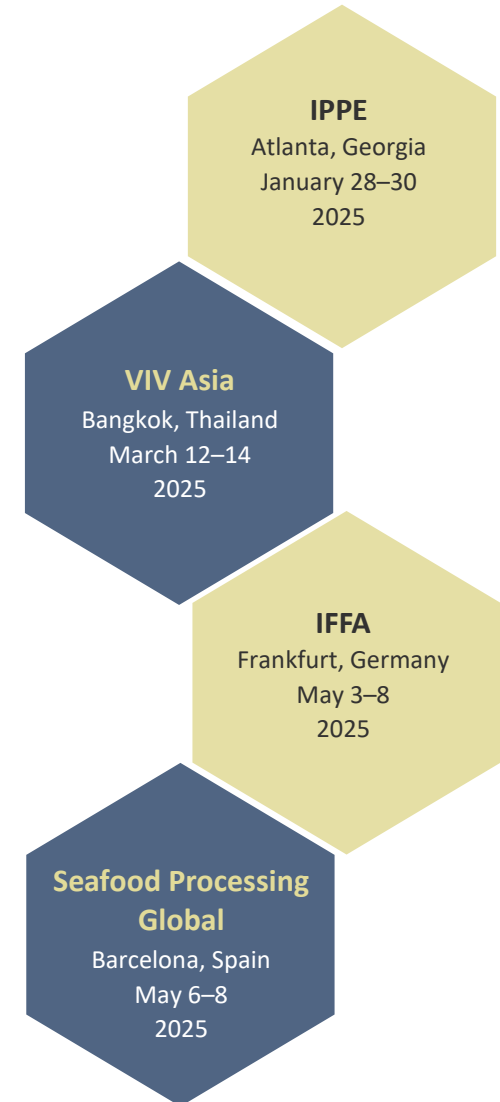 IPPE
Atlanta, Georgia
January 28–30
2025
VIV Asia
Bangkok, Thailand
March 12–14
2025
IFFA
Frankfurt, Germany
May 3–8
2025
Seafood Processing
Global
Barcelona, Spain
May 6–8
2025